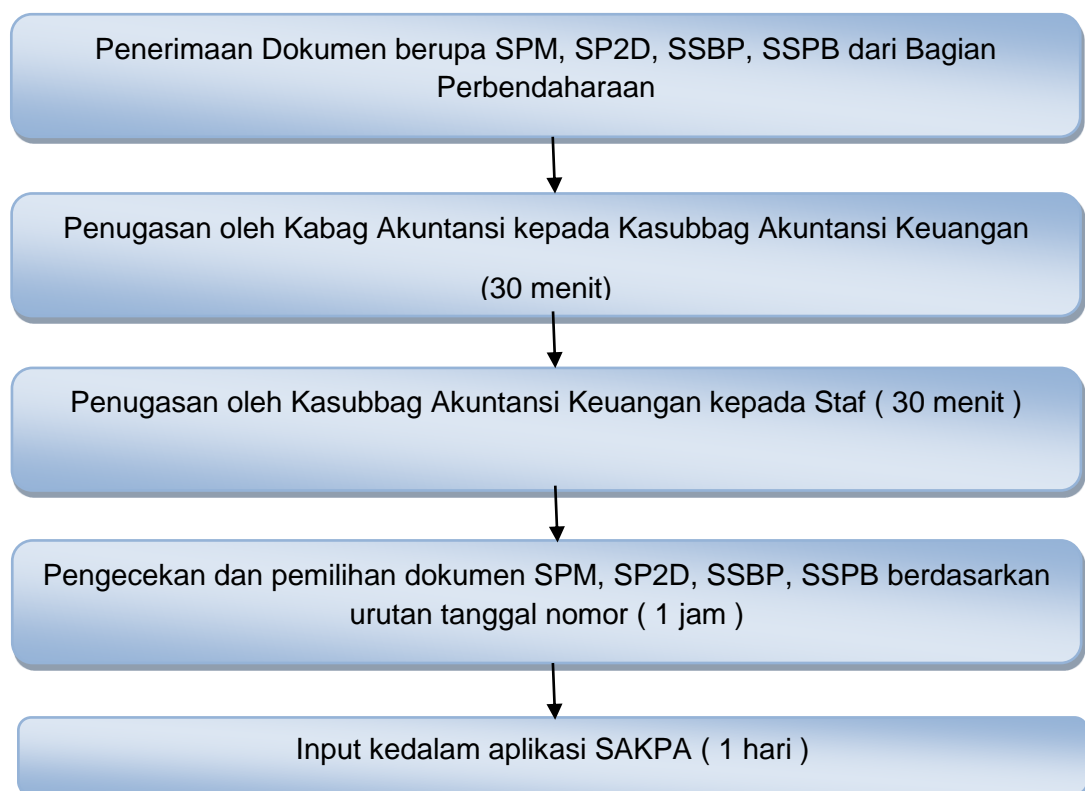 Penerimaan Dokumen berupa SPM, SP2D, SSBP, SSPB dari Bagian
Perbendaharaan
Penugasan oleh Kabag Akuntansi kepada Kasubbag Akuntansi Keuangan
(30 menit)
Penugasan oleh Kasubbag Akuntansi Keuangan kepada Staf ( 30 menit )
Pengecekan dan pemilihan dokumen SPM, SP2D, SSBP, SSPB berdasarkan
urutan tanggal nomor ( 1 jam )
Input kedalam aplikasi SAKPA ( 1 hari )